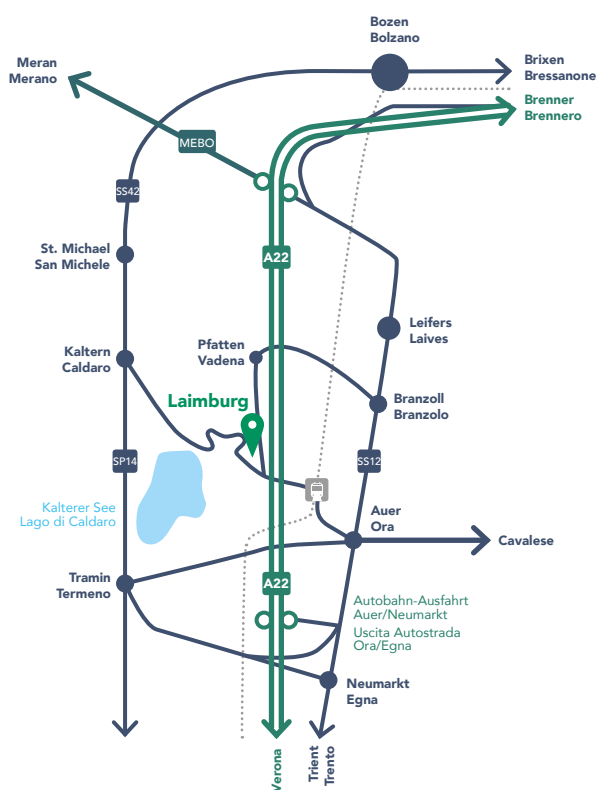 Bozen
Bolzano
Meran
Merano
Brixen
Bressanone
Brenner
Brennero
MEBO
SS42
St. Michael
San Michele
A22
Leifers
Laives
Pfatten
Vadena
Kaltern
Caldaro
Laimburg
Branzoll
Branzolo
SP14
SS12
Kalterer See
Lago di Caldaro
Auer
Ora
Cavalese
Tramin
Termeno
A22
Autobahn-Ausfahrt
Auer/Neumarkt
Uscita Autostrada
Ora/Egna
Neumarkt
Egna
Verona
Trient
Trento